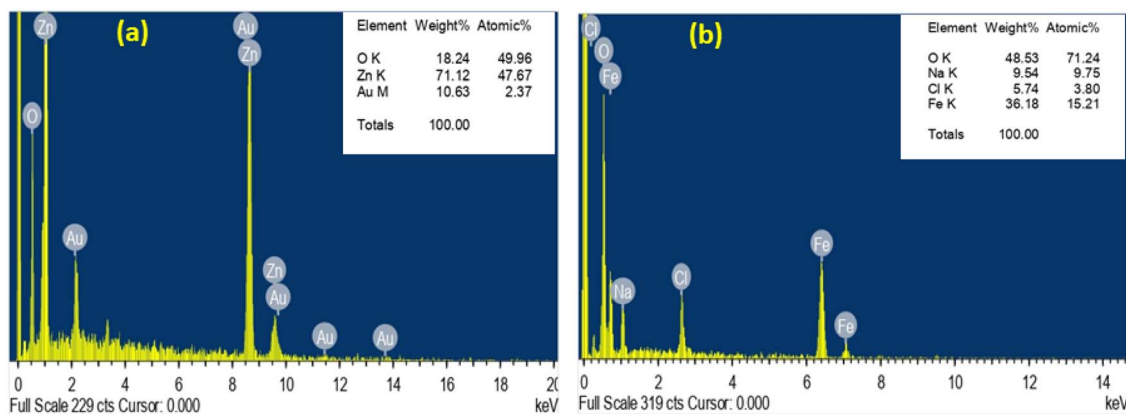 (a)
Element Weight% Atomic%
O K 18.24 49.96
Zn K 71.12 47.67
Au M 10.63 2.37
Totals 100.00
Zn
Au
Zn
O
Au
Zn
Au
Au
Au
0 2 4 6 8 10 12 14 16 18 20
Full Scale 229 cts Cursor: 0.000 keV
(b)
Element Weight% Atomic%
O K 48.53 71.24
Na K 9.54 9.75
Cl K 5.74 3.80
Fe K 36.18 15.21
Totals 100.00
Cl
O
Fe
Na
Cl
Fe
Fe
0 2 4 6 8 10 12 14
Full Scale 319 cts Cursor: 0.000 keV